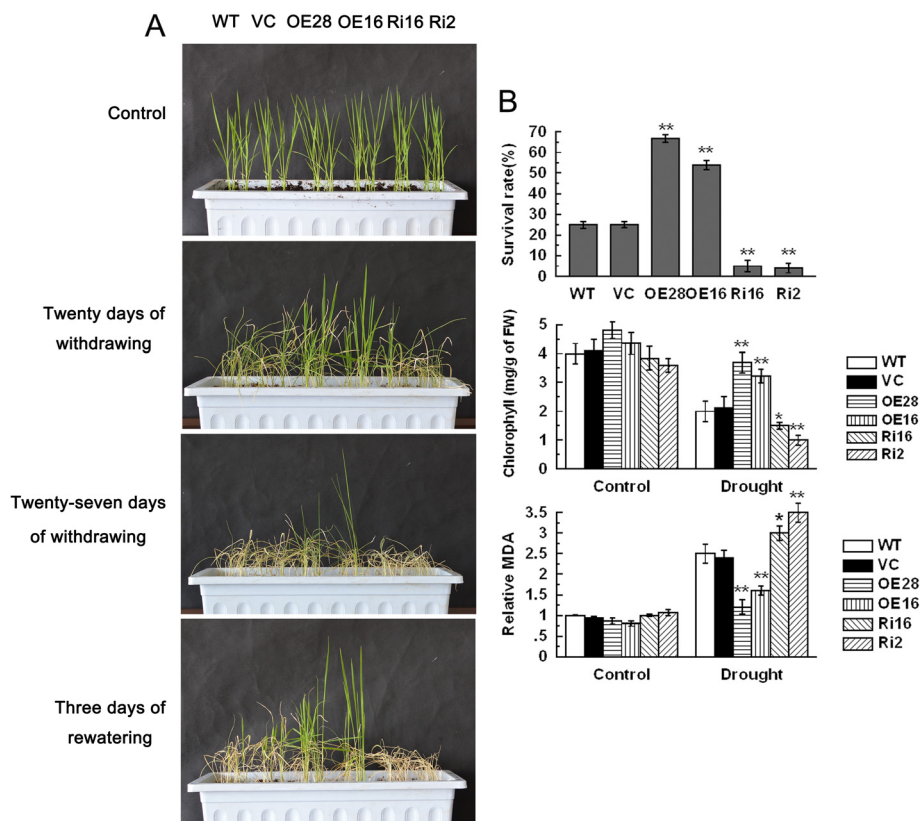 A
WT VC OE28 OE16 Ri16 Ri2
Control
Twenty days of
withdrawing
Twenty-seven days
of withdrawing
Three days of
rewatering
B
Survival rate(%)
70
60
50
40
30
20
10
0
WT VC OE28 OE16 Ri16 Ri2
** ** ** **
Chlorophyll (mg/g of FW)
5
4
3
2
1
0
** ** * **
Control Drought
WT
VC
OE28
OE16
Ri16
Ri2
Relative MDA
3.5
3
2.5
2
1.5
1
.5
0
** ** * **
Control Drought
WT
VC
OE28
OE16
Ri16
Ri2